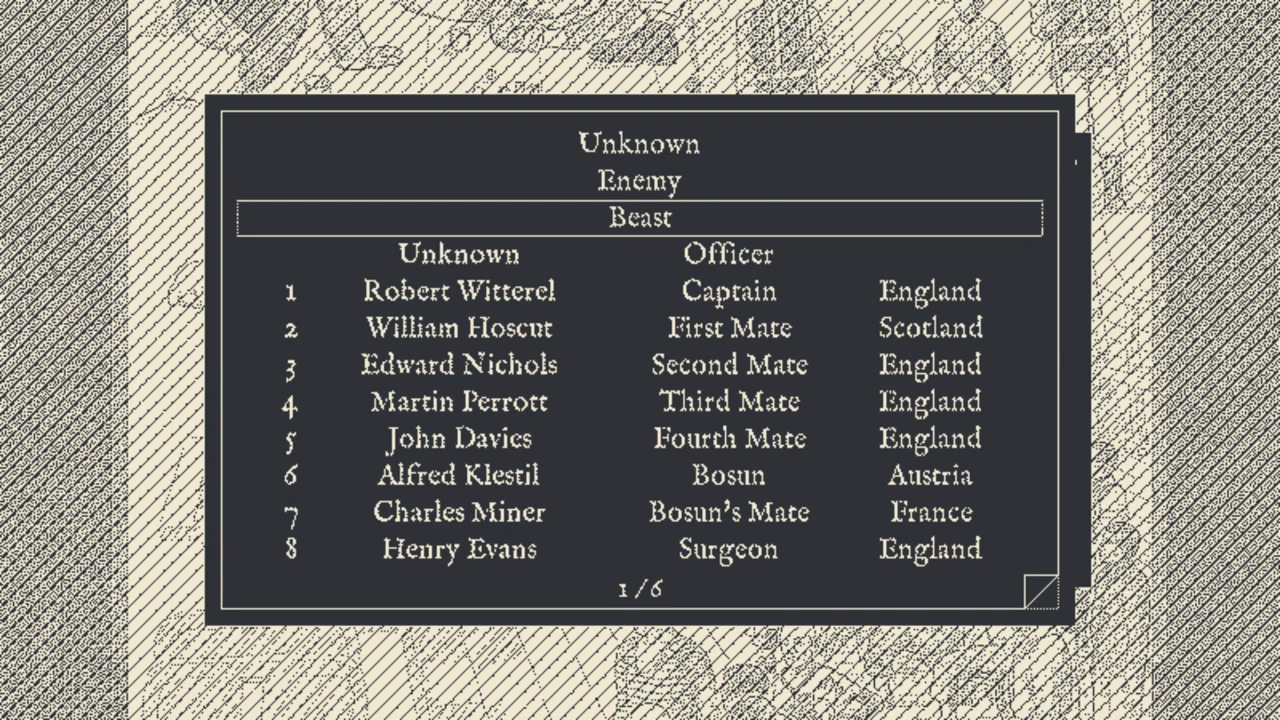 Unknown
Enemy
Beast
Unknown Officer
1 Robert Witterel Captain England
2 William Hoscut First Mate Scotland
3 Edward Nichols Second Mate England
4 Martin Perrott Third Mate England
5 John Davies Fourth Mate England
6 Alfred Klestil Bosun Austria
7 Charles Miner Bosun's Mate France
8 Henry Evans Surgeon England
1/6